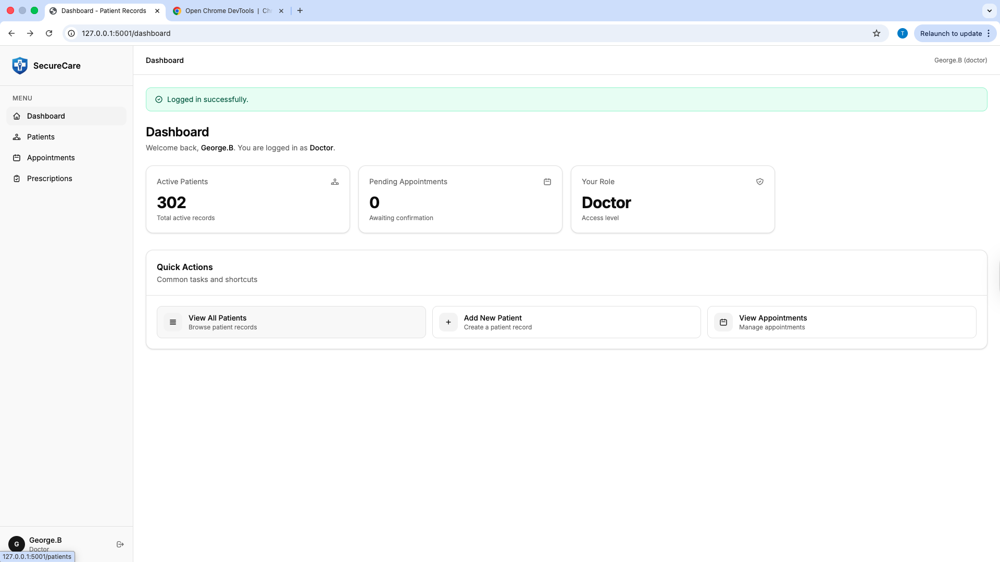 Dashboard - Patient Records
Open Chrome DevTools | Ch
127.0.0.1:5001/dashboard
T
Relaunch to update
SecureCare
MENU
Dashboard
Patients
Appointments
Prescriptions
Dashboard
George.B (doctor)
Logged in successfully.
Dashboard
Welcome back, George.B. You are logged in as Doctor.
Active Patients
302
Total active records
Pending Appointments
0
Awaiting confirmation
Your Role
Doctor
Access level
Quick Actions
Common tasks and shortcuts
View All Patients
Browse patient records
Add New Patient
Create a patient record
View Appointments
Manage appointments
G
George.B
Doctor
127.0.0.1:5001/patients